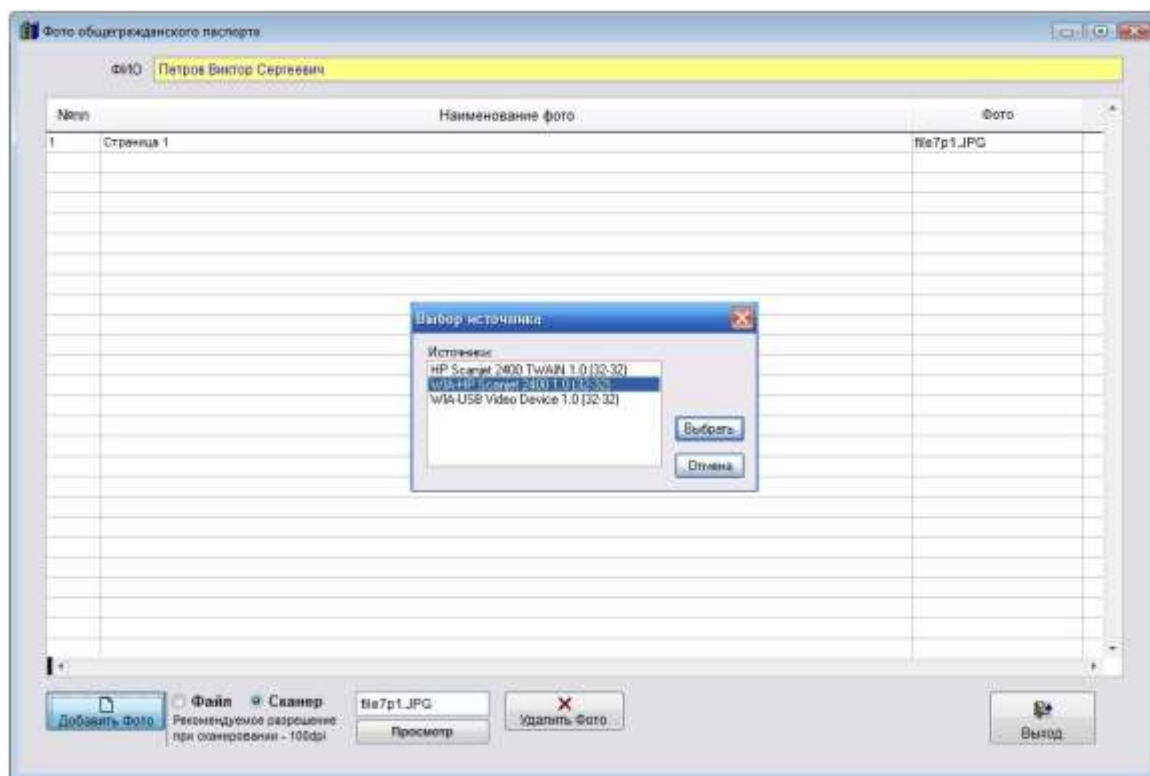 Фото общегражданского паспорта
ФИО Петров Виктор Сергеевич
№пп Наименование фото Фото
1 Страница 1 file7p1.JPG
Выбор источника
Источники:
HP Scanjet 2400 TWAIN 1.0 (32-32)
WIA-HP Scanjet 2400 1.0 (32-32)
WIA-USB Video Device 1.0 (32-32)
Выбрать
Отмена
Добавить Фото
Файл Сканер
Рекомендуемое разрешение
при сканировании - 100dpi
file7p1.JPG
Просмотр
Удалить Фото
Выход